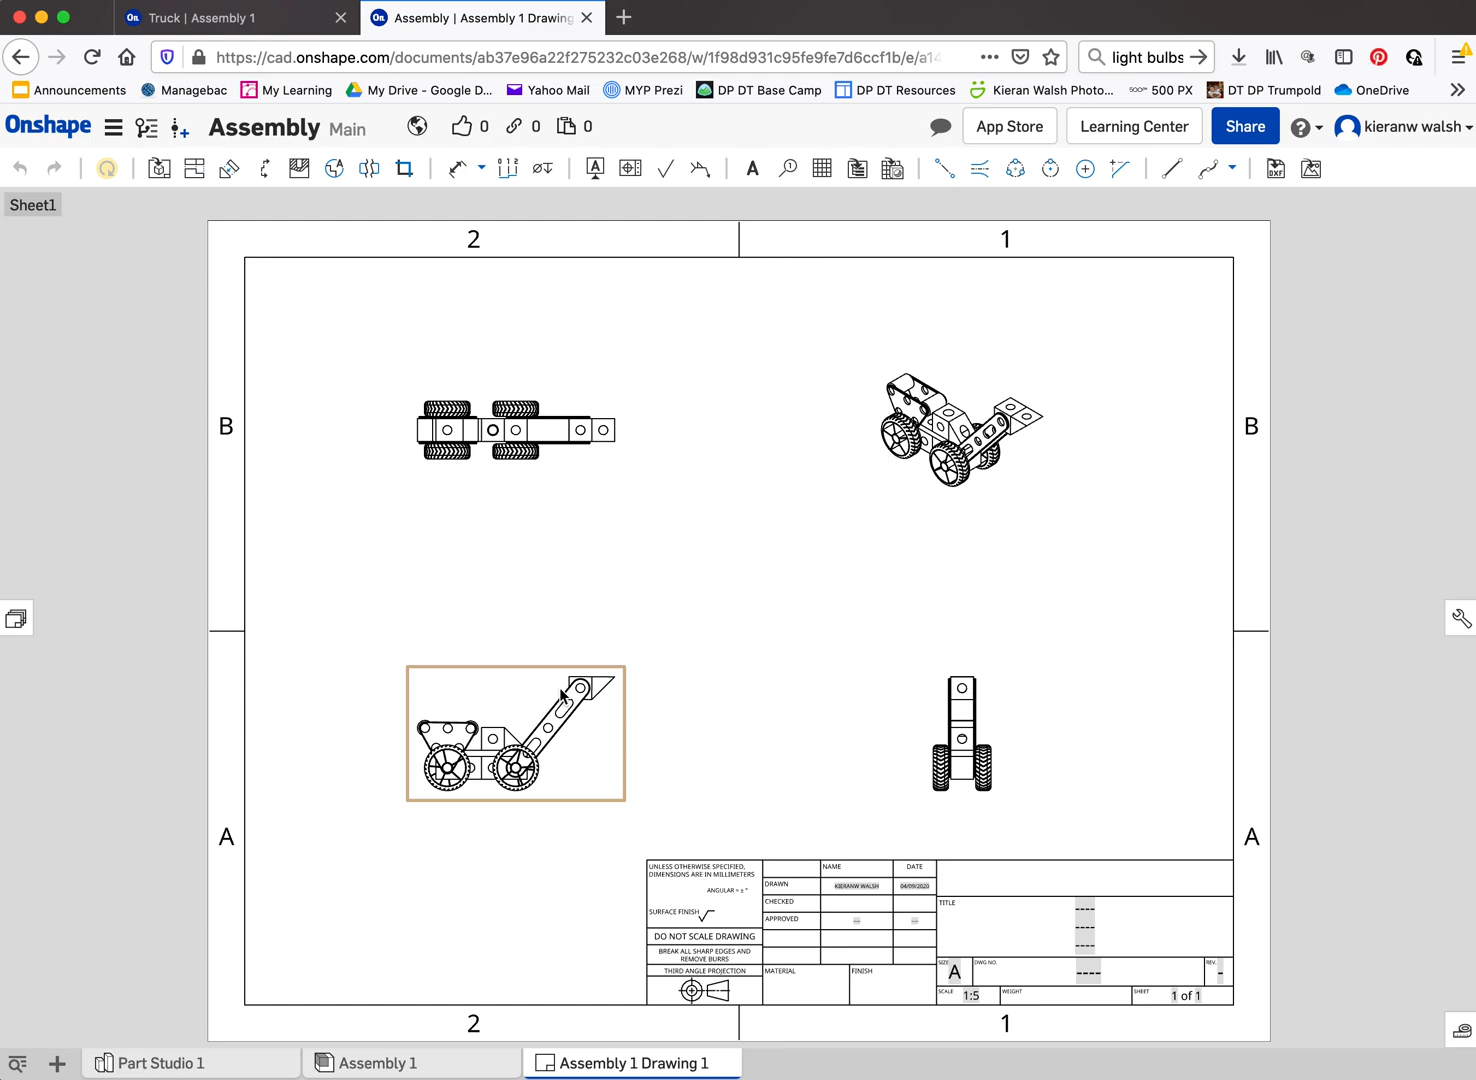 Truck | Assembly 1
Assembly | Assembly 1 Drawing
https://cad.onshape.com/documents/ab37e96a22f275232c03e268/w/1f98d931c95fe9fe7d6ccf1b/e/a14
light bulbs
Announcements Managebac My Learning My Drive - Google D... Yahoo Mail MYP Prezi DP DT Base Camp DP DT Resources Kieran Walsh Photo... 500 PX DT DP Trumpold OneDrive
Onshape Assembly Main 0 0 0 App Store Learning Center Share kieranw walsh
Sheet1
2 1
B B
A A
UNLESS OTHERWISE SPECIFIED,
DIMENSIONS ARE IN MILLIMETERS
ANGULAR = ± °
SURFACE FINISH
DO NOT SCALE DRAWING
BREAK ALL SHARP EDGES AND
REMOVE BURRS
THIRD ANGLE PROJECTION
NAME DATE
DRAWN KIERANW WALSH 04/09/2020
CHECKED
APPROVED --- ---
MATERIAL FINISH
TITLE ----
----
----
SIZE A DWG NO. ---- REV. -
SCALE 1:5 WEIGHT SHEET 1 of 1
2 1
Part Studio 1 Assembly 1 Assembly 1 Drawing 1